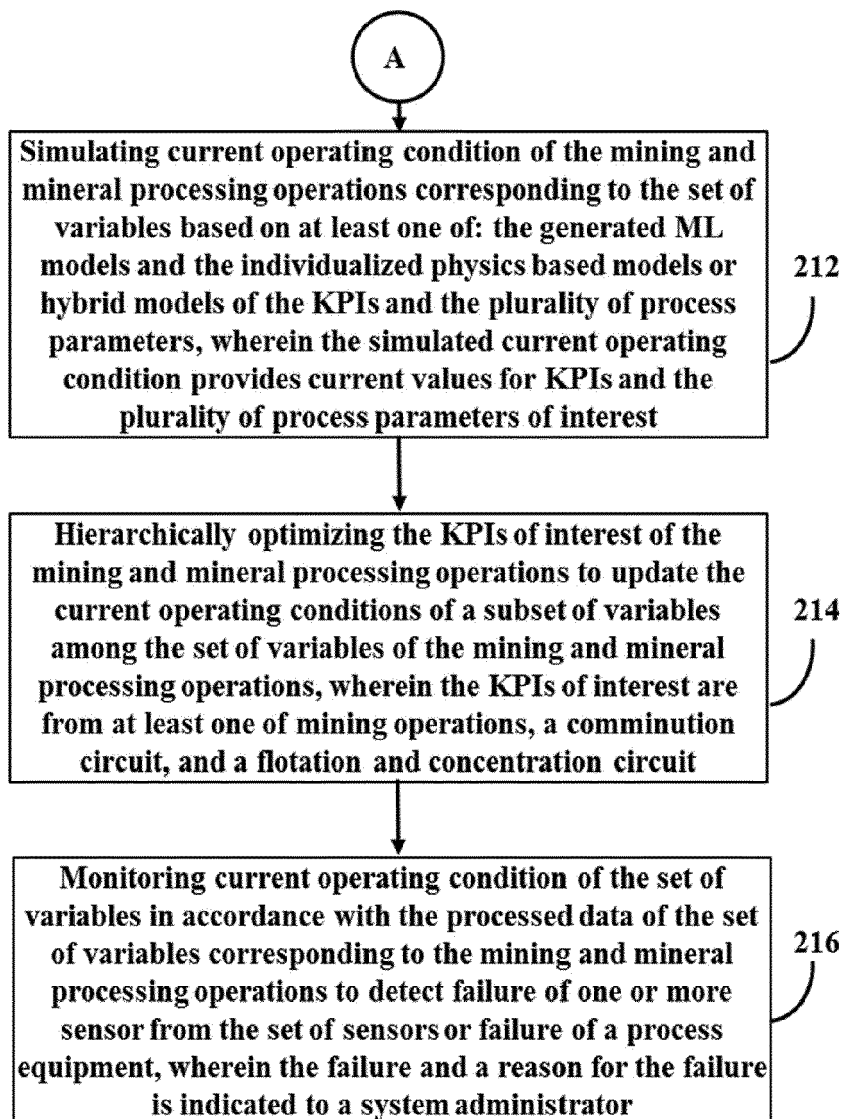 A
Simulating current operating condition of the mining and
mineral processing operations corresponding to the set of
variables based on at least one of: the generated ML
models and the individualized physics based models or
hybrid models of the KPIs and the plurality of process
parameters, wherein the simulated current operating
condition provides current values for KPIs and the
plurality of process parameters of interest
212
Hierarchically optimizing the KPIs of interest of the
mining and mineral processing operations to update the
current operating conditions of a subset of variables
among the set of variables of the mining and mineral
processing operations, wherein the KPIs of interest are
from at least one of mining operations, a comminution
circuit, and a flotation and concentration circuit
214
Monitoring current operating condition of the set of
variables in accordance with the processed data of the set
of variables corresponding to the mining and mineral
processing operations to detect failure of one or more
sensor from the set of sensors or failure of a process
equipment, wherein the failure and a reason for the failure
is indicated to a system administrator
216